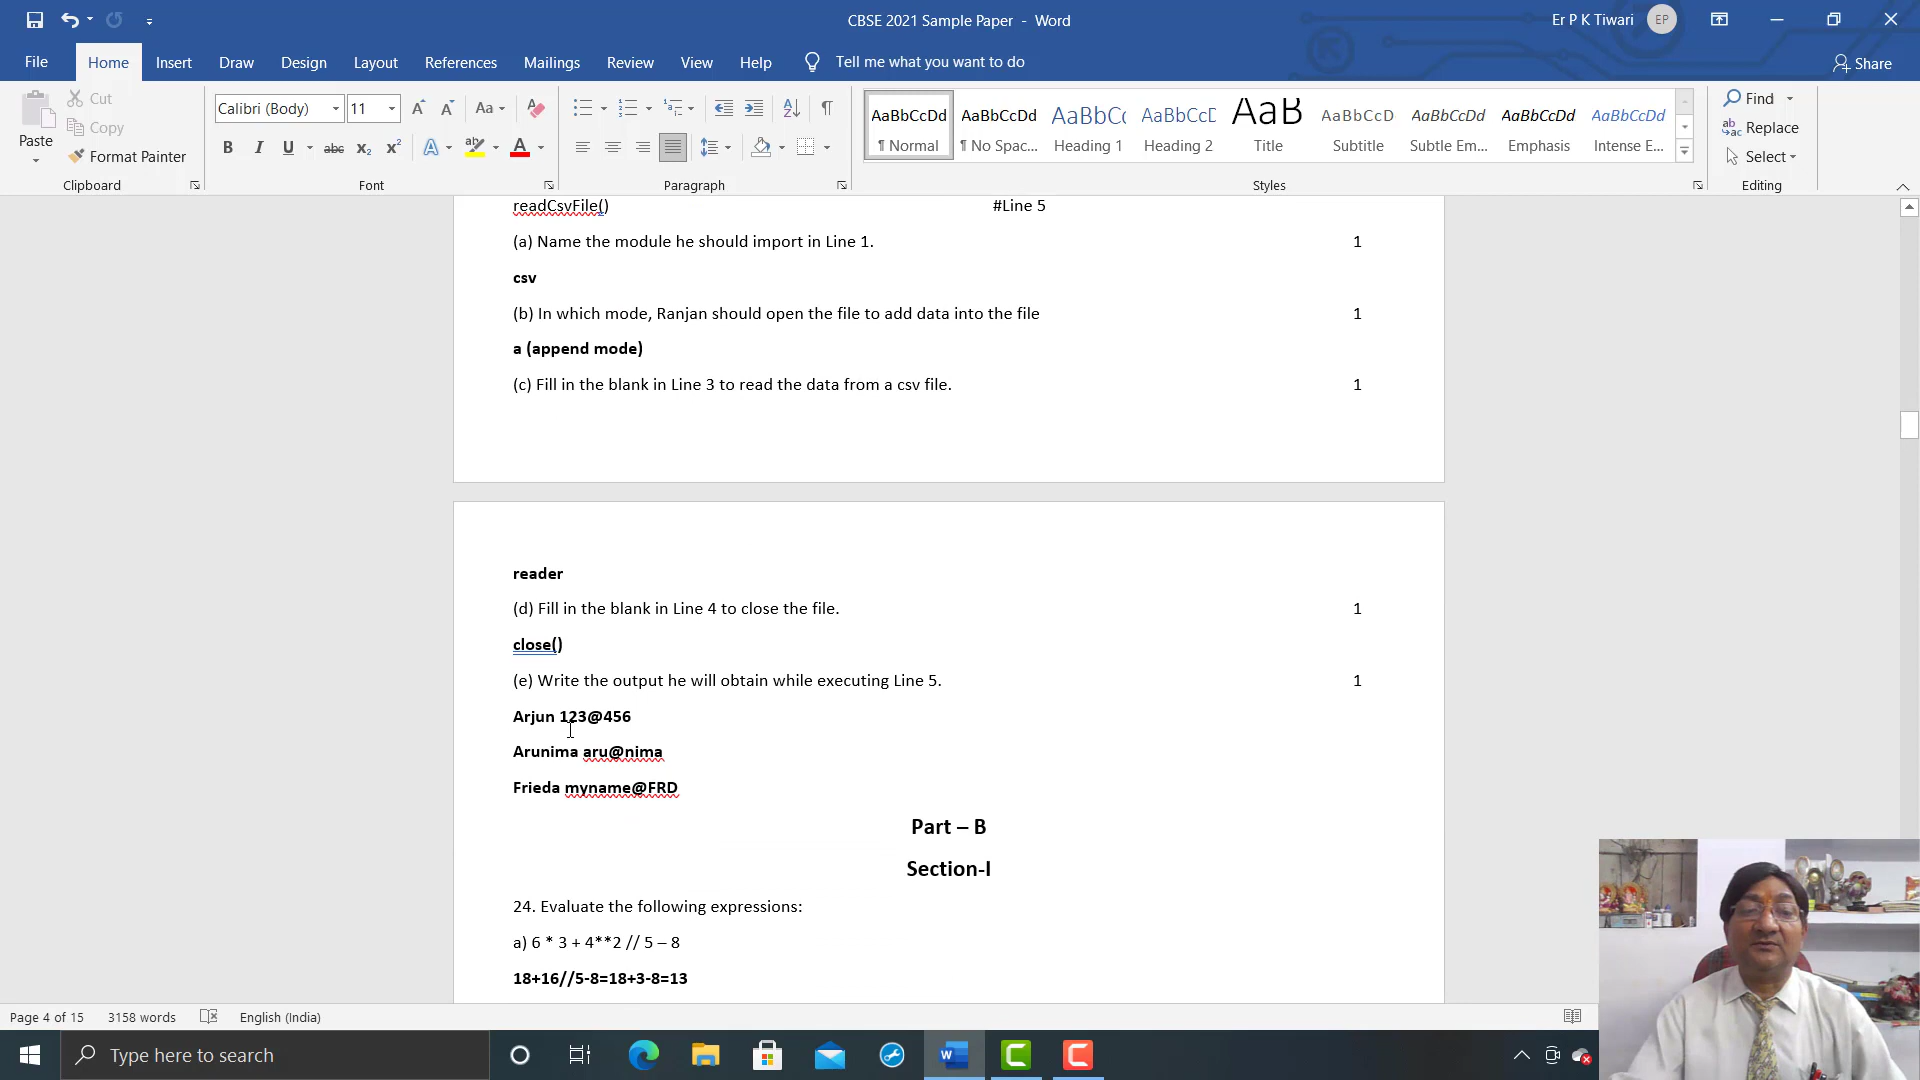 CBSE 2021 Sample Paper - Word
Er P K Tiwari
EP
File
Home
Insert
Draw
Design
Layout
References
Mailings
Review
View
Help
Tell me what you want to do
Share
Paste
Cut
Copy
Format Painter
Clipboard
Calibri (Body)
11
Font
Paragraph
AaBbCcDd
¶ Normal
AaBbCcDd
¶ No Spac...
AaBbCc
Heading 1
AaBbCcD
Heading 2
AaB
Title
AaBbCcD
Subtitle
AaBbCcDd
Subtle Em...
AaBbCcDd
Emphasis
AaBbCcDd
Intense E...
Styles
Find
Replace
Select
Editing
readCsvFile() #Line 5
(a) Name the module he should import in Line 1. 1
csv
(b) In which mode, Ranjan should open the file to add data into the file 1
a (append mode)
(c) Fill in the blank in Line 3 to read the data from a csv file. 1
reader
(d) Fill in the blank in Line 4 to close the file. 1
close()
(e) Write the output he will obtain while executing Line 5. 1
Arjun 123@456
Arunima aru@nima
Frieda myname@FRD
Part – B
Section-I
24. Evaluate the following expressions:
a) 6 * 3 + 4**2 // 5 – 8
18+16//5-8=18+3-8=13
Page 4 of 15
3158 words
English (India)
Type here to search